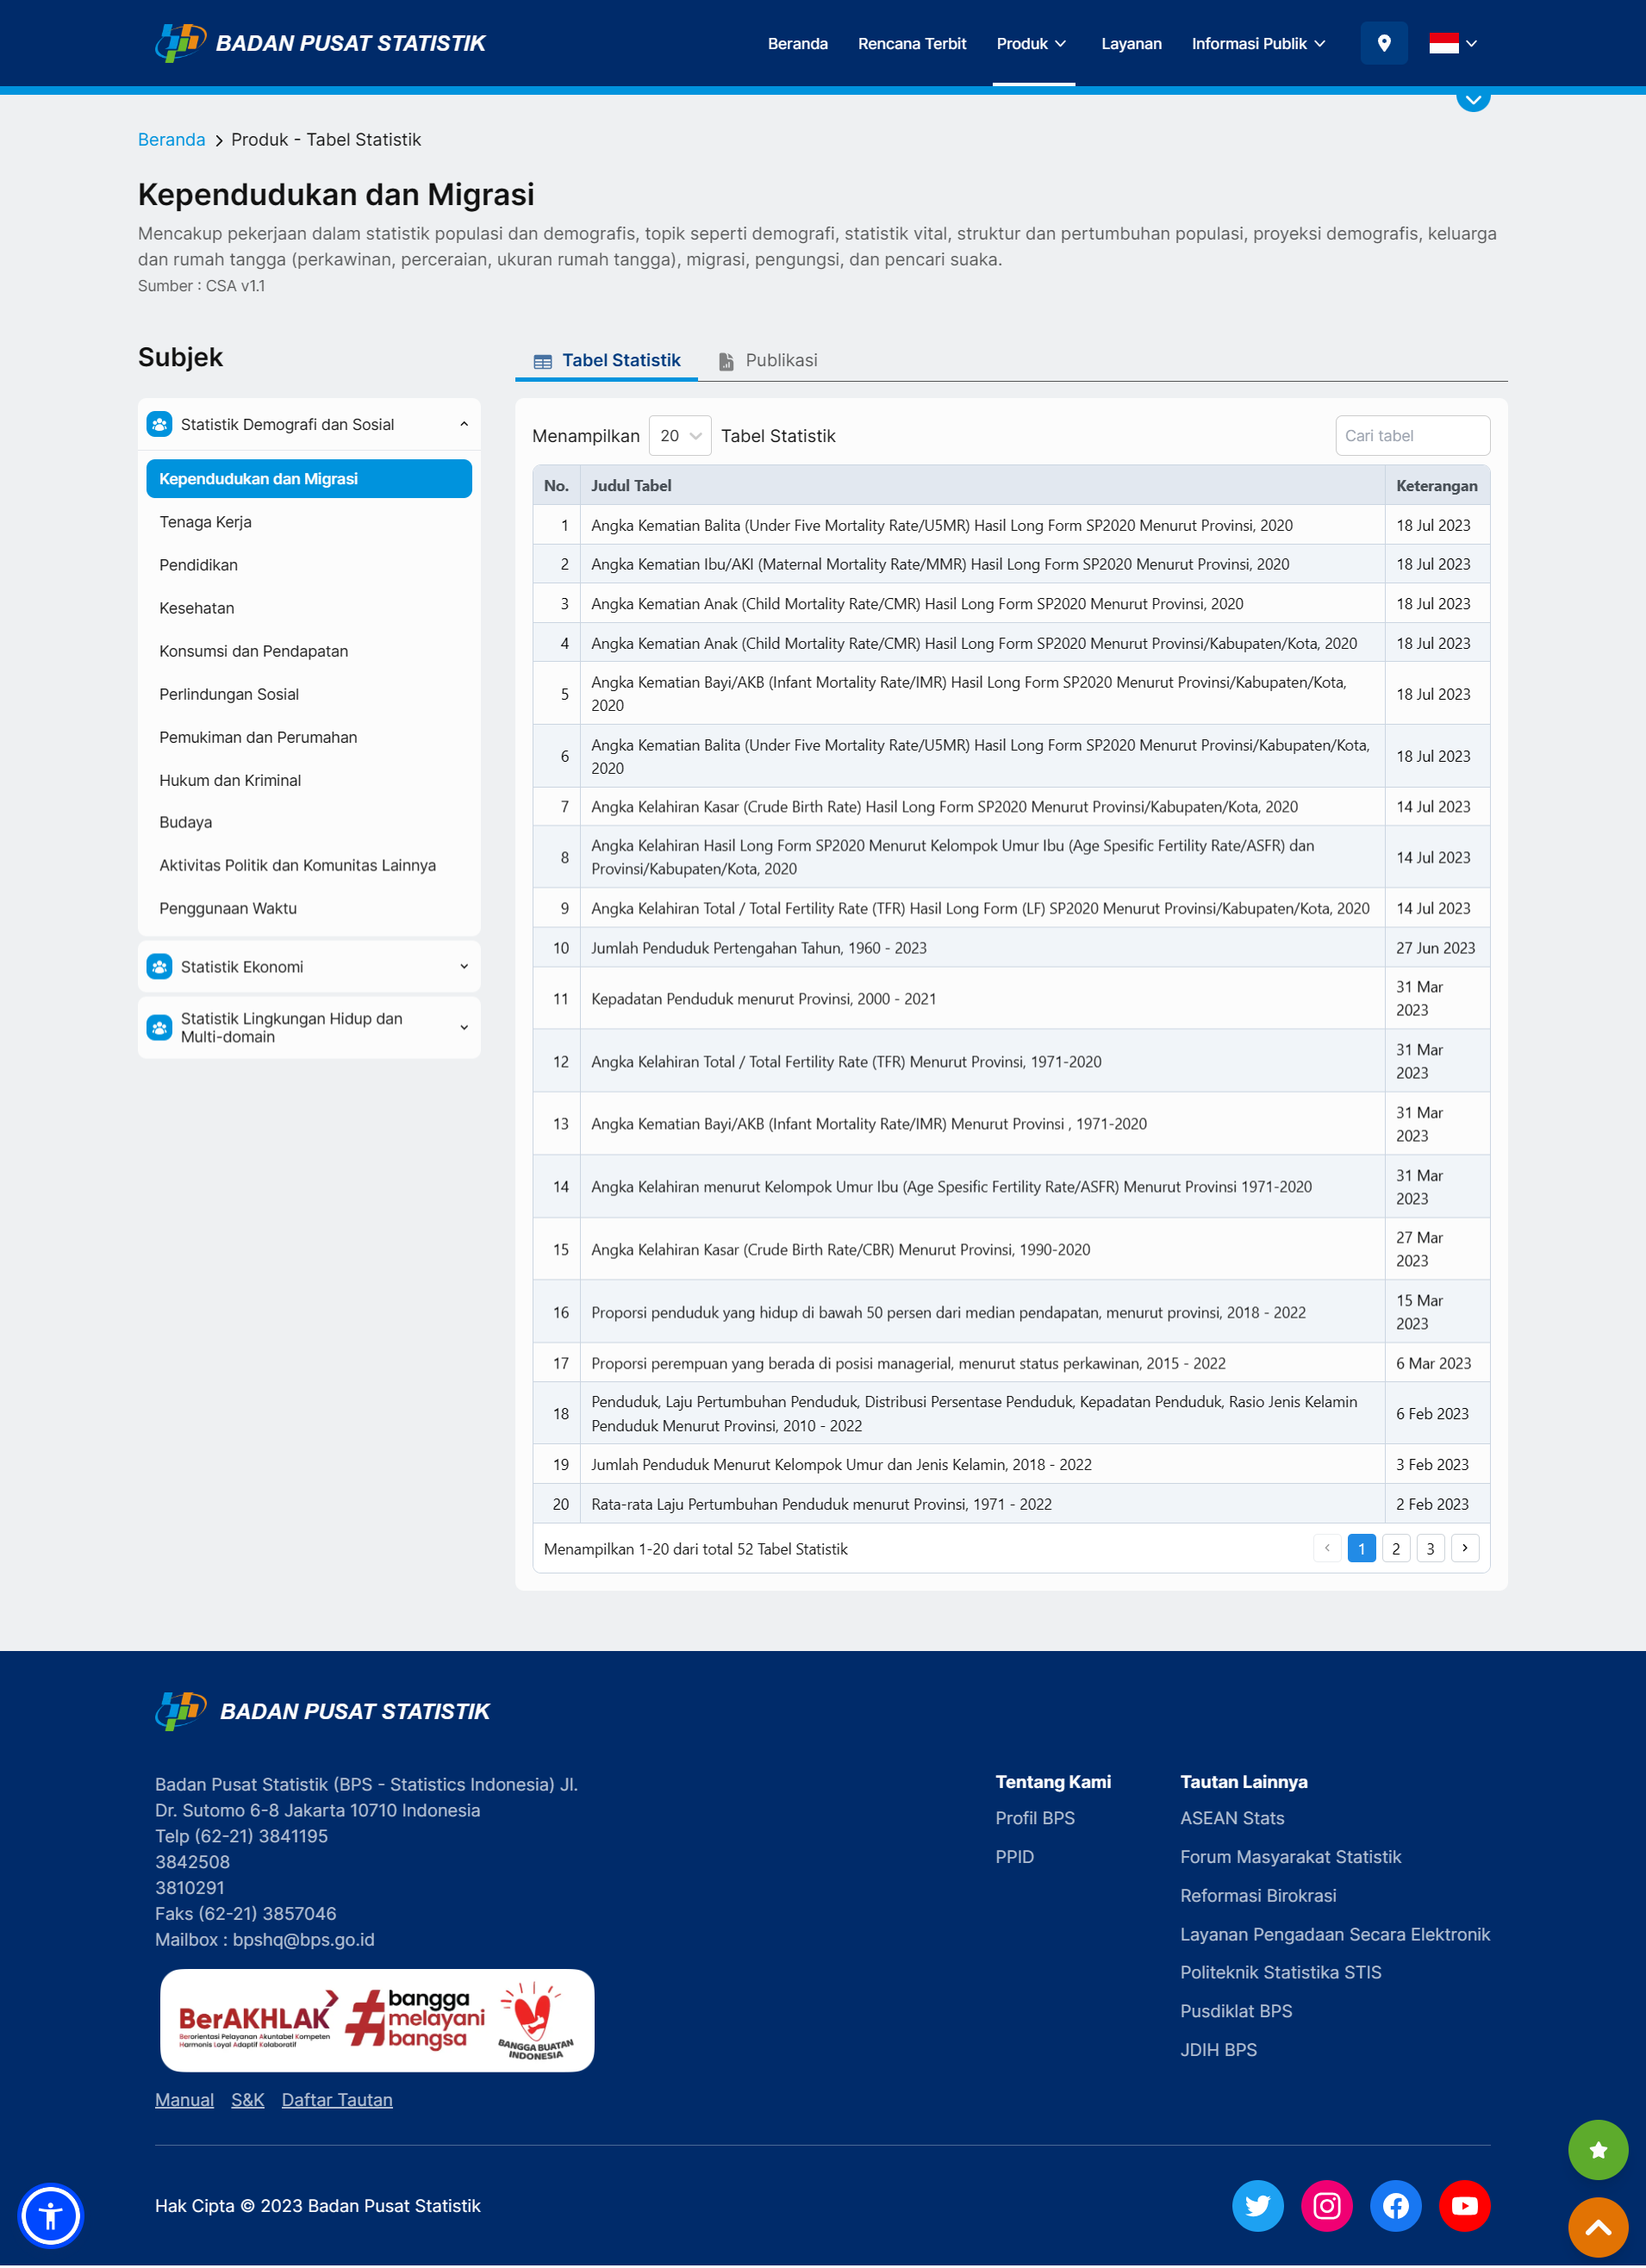 BADAN PUSAT STATISTIK
Beranda
Rencana Terbit
Produk
Layanan
Informasi Publik
Beranda > Produk - Tabel Statistik
Kependudukan dan Migrasi
Mencakup pekerjaan dalam statistik populasi dan demografis, topik seperti demografi, statistik vital, struktur dan pertumbuhan populasi, proyeksi demografis, keluarga
dan rumah tangga (perkawinan, perceraian, ukuran rumah tangga), migrasi, pengungsi, dan pencari suaka.
Sumber : CSA v1.1
Subjek
Statistik Demografi dan Sosial
Kependudukan dan Migrasi
Tenaga Kerja
Pendidikan
Kesehatan
Konsumsi dan Pendapatan
Perlindungan Sosial
Pemukiman dan Perumahan
Hukum dan Kriminal
Budaya
Aktivitas Politik dan Komunitas Lainnya
Penggunaan Waktu
Statistik Ekonomi
Statistik Lingkungan Hidup dan
Multi-domain
Tabel Statistik
Publikasi
Menampilkan 20 Tabel Statistik
Cari tabel
No. Judul Tabel Keterangan
1 Angka Kematian Balita (Under Five Mortality Rate/U5MR) Hasil Long Form SP2020 Menurut Provinsi, 2020 18 Jul 2023
2 Angka Kematian Ibu/AKI (Maternal Mortality Rate/MMR) Hasil Long Form SP2020 Menurut Provinsi, 2020 18 Jul 2023
3 Angka Kematian Anak (Child Mortality Rate/CMR) Hasil Long Form SP2020 Menurut Provinsi, 2020 18 Jul 2023
4 Angka Kematian Anak (Child Mortality Rate/CMR) Hasil Long Form SP2020 Menurut Provinsi/Kabupaten/Kota, 2020 18 Jul 2023
5 Angka Kematian Bayi/AKB (Infant Mortality Rate/IMR) Hasil Long Form SP2020 Menurut Provinsi/Kabupaten/Kota,
2020 18 Jul 2023
6 Angka Kematian Balita (Under Five Mortality Rate/U5MR) Hasil Long Form SP2020 Menurut Provinsi/Kabupaten/Kota,
2020 18 Jul 2023
7 Angka Kelahiran Kasar (Crude Birth Rate) Hasil Long Form SP2020 Menurut Provinsi/Kabupaten/Kota, 2020 14 Jul 2023
8 Angka Kelahiran Hasil Long Form SP2020 Menurut Kelompok Umur Ibu (Age Spesific Fertility Rate/ASFR) dan
Provinsi/Kabupaten/Kota, 2020 14 Jul 2023
9 Angka Kelahiran Total / Total Fertility Rate (TFR) Hasil Long Form (LF) SP2020 Menurut Provinsi/Kabupaten/Kota, 2020 14 Jul 2023
10 Jumlah Penduduk Pertengahan Tahun, 1960 - 2023 27 Jun 2023
11 Kepadatan Penduduk menurut Provinsi, 2000 - 2021 31 Mar
2023
12 Angka Kelahiran Total / Total Fertility Rate (TFR) Menurut Provinsi, 1971-2020 31 Mar
2023
13 Angka Kematian Bayi/AKB (Infant Mortality Rate/IMR) Menurut Provinsi , 1971-2020 31 Mar
2023
14 Angka Kelahiran menurut Kelompok Umur Ibu (Age Spesific Fertility Rate/ASFR) Menurut Provinsi 1971-2020 31 Mar
2023
15 Angka Kelahiran Kasar (Crude Birth Rate/CBR) Menurut Provinsi, 1990-2020 27 Mar
2023
16 Proporsi penduduk yang hidup di bawah 50 persen dari median pendapatan, menurut provinsi, 2018 - 2022 15 Mar
2023
17 Proporsi perempuan yang berada di posisi managerial, menurut status perkawinan, 2015 - 2022 6 Mar 2023
18 Penduduk, Laju Pertumbuhan Penduduk, Distribusi Persentase Penduduk, Kepadatan Penduduk, Rasio Jenis Kelamin
Penduduk Menurut Provinsi, 2010 - 2022 6 Feb 2023
19 Jumlah Penduduk Menurut Kelompok Umur dan Jenis Kelamin, 2018 - 2022 3 Feb 2023
20 Rata-rata Laju Pertumbuhan Penduduk menurut Provinsi, 1971 - 2022 2 Feb 2023
Menampilkan 1-20 dari total 52 Tabel Statistik
1 2 3
BADAN PUSAT STATISTIK
Badan Pusat Statistik (BPS - Statistics Indonesia) Jl.
Dr. Sutomo 6-8 Jakarta 10710 Indonesia
Telp (62-21) 3841195
3842508
3810291
Faks (62-21) 3857046
Mailbox : bpshq@bps.go.id
BerAKHLAK
Berorientasi Pelayanan Akuntabel Kompeten
Harmonis Loyal Adaptif Kolaboratif
#bangga
melayani
bangsa
BANGGA BUATAN
INDONESIA
Manual S&K Daftar Tautan
Tentang Kami
Profil BPS
PPID
Tautan Lainnya
ASEAN Stats
Forum Masyarakat Statistik
Reformasi Birokrasi
Layanan Pengadaan Secara Elektronik
Politeknik Statistika STIS
Pusdiklat BPS
JDIH BPS
Hak Cipta © 2023 Badan Pusat Statistik